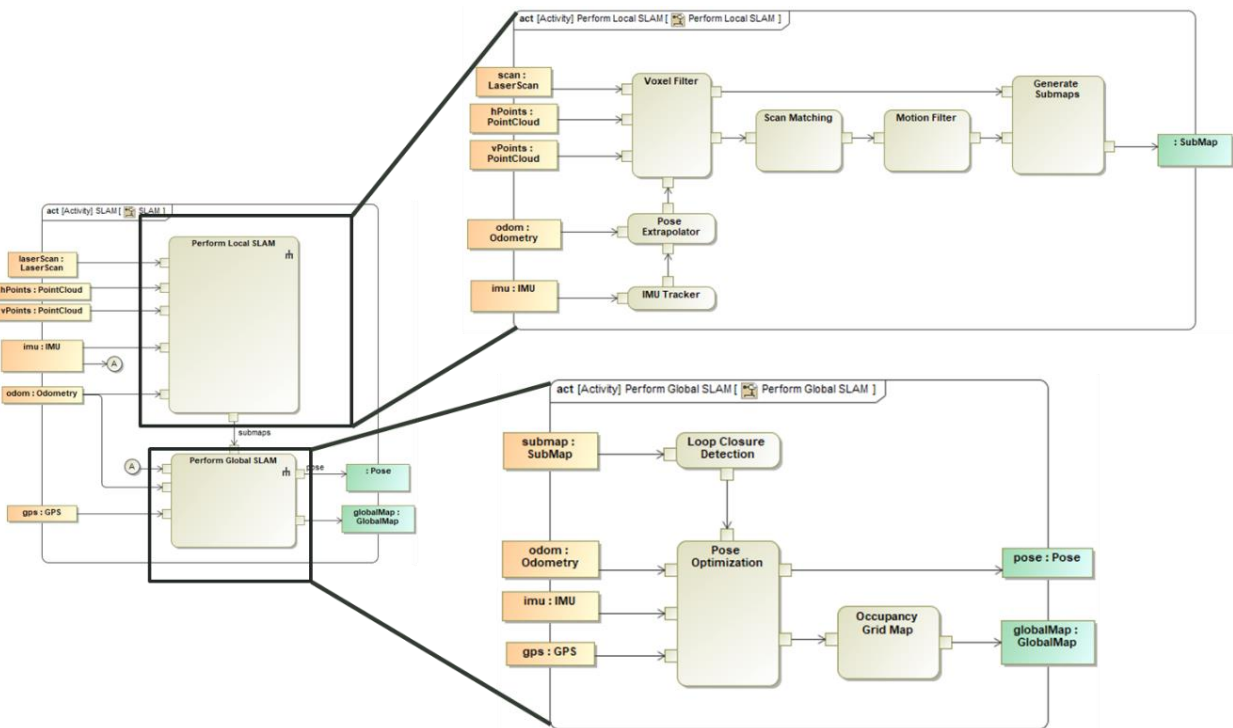 act [Activity] Perform Local SLAM [ Perform Local SLAM ]
scan :
LaserScan
hPoints :
PointCloud
vPoints :
PointCloud
odom :
Odometry
imu : IMU
Voxel Filter
Scan Matching
Motion Filter
Generate
Submaps
Pose
Extrapolator
IMU Tracker
: SubMap
act [Activity] SLAM [ SLAM ]
laserScan :
LaserScan
hPoints : PointCloud
vPoints : PointCloud
imu : IMU
A
odom : Odometry
Perform Local SLAM
submaps
A
Perform Global SLAM
pose
: Pose
gps : GPS
globalMap :
GlobalMap
act [Activity] Perform Global SLAM [ Perform Global SLAM ]
submap :
SubMap
Loop Closure
Detection
odom :
Odometry
imu : IMU
gps : GPS
Pose
Optimization
Occupancy
Grid Map
pose : Pose
globalMap :
GlobalMap